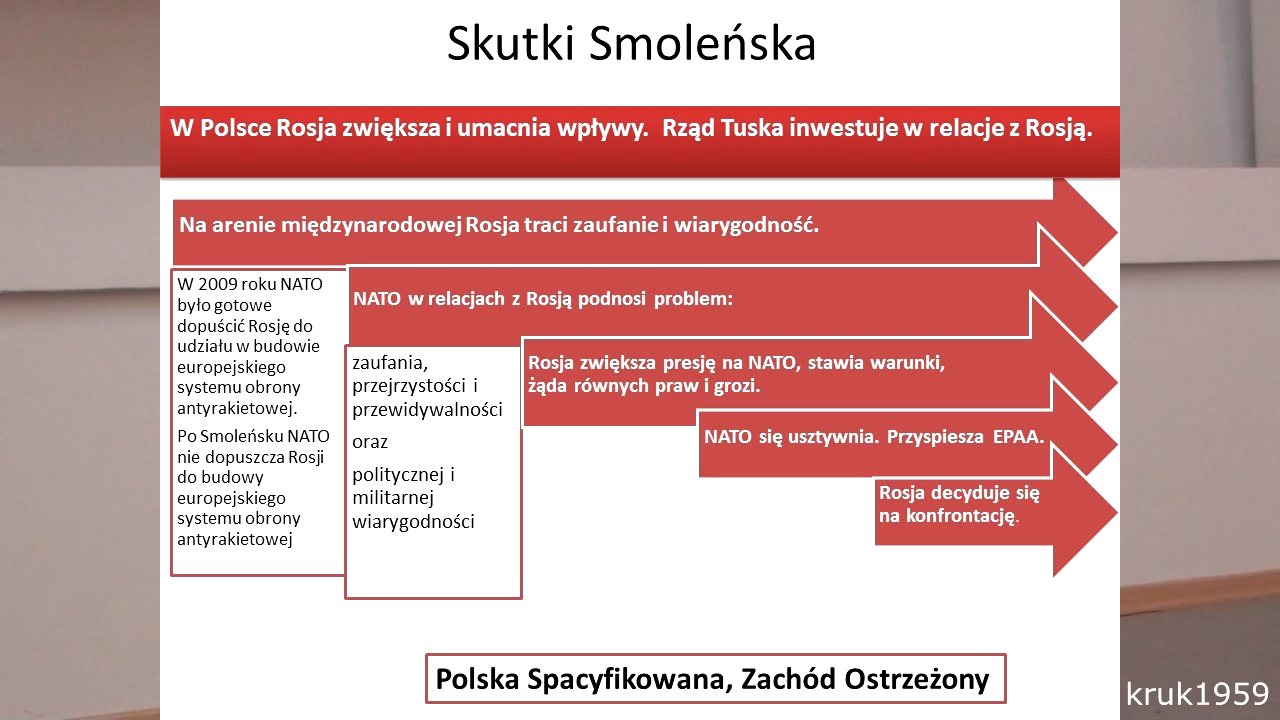 Skutki Smoleńska
W Polsce Rosja zwiększa i umacnia wpływy. Rząd Tuska inwestuje w relacje z Rosją.
Na arenie międzynarodowej Rosja traci zaufanie i wiarygodność.
W 2009 roku NATO
było gotowe
dopuścić Rosję do
udziału w budowie
europejskiego
systemu obrony
antyrakietowej.
Po Smoleńsku NATO
nie dopuszcza Rosji
do budowy
europejskiego
systemu obrony
antyrakietowej
NATO w relacjach z Rosją podnosi problem:
zaufania,
przejrzystości i
przewidywalności
oraz
politycznej i
militarnej
wiarygodności
Rosja zwiększa presję na NATO, stawia warunki,
żąda równych praw i grozi.
NATO się usztywnia. Przyspiesza EPAA.
Rosja decyduje się
na konfrontację.
Polska Spacyfikowana, Zachód Ostrzeżony
kruk1959